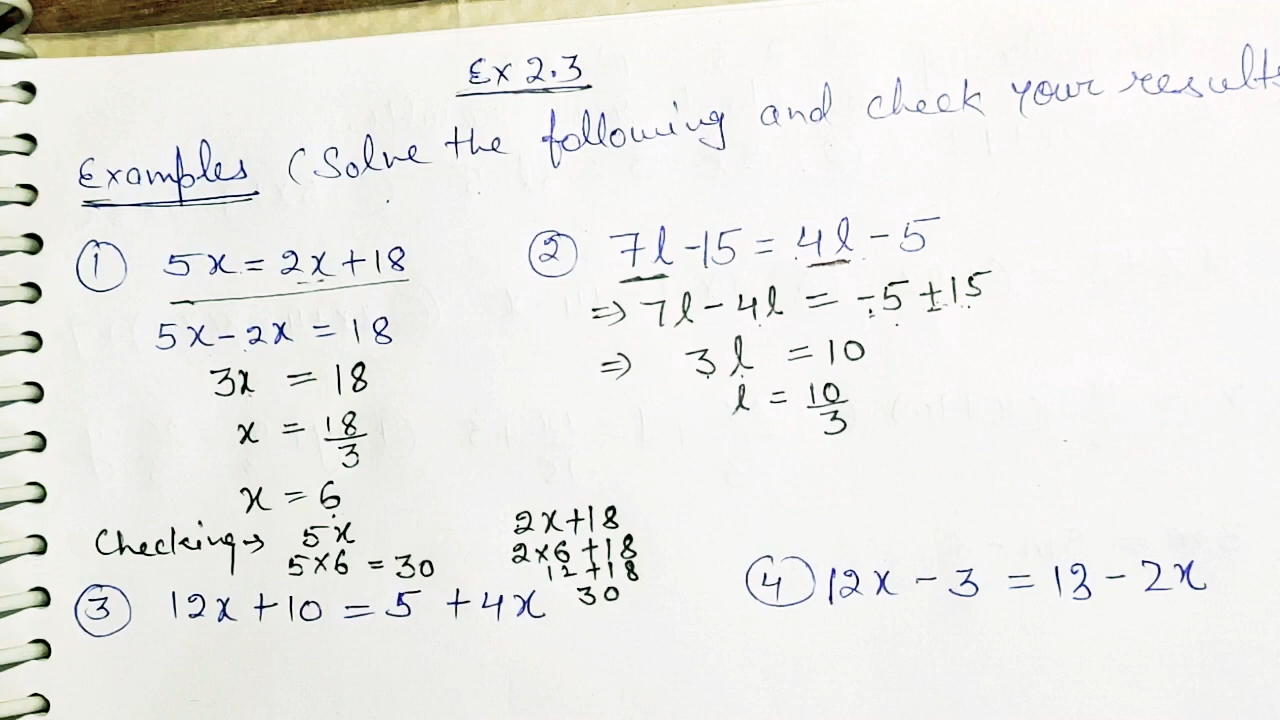 Ex 2.3
Examples (Solve the following and check your results
① 5x = 2x+18
5x-2x = 18
3x = 18
x = 18/3
x = 6
Checking → 5x
5×6 = 30
2x+18
2×6 +18
12 +18
30
② 7l -15 = 4l - 5
⇒ 7l - 4l = -5 +15
⇒ 3l = 10
l = 10/3
③ 12x + 10 = 5 + 4x
④ 12x - 3 = 13 - 2x